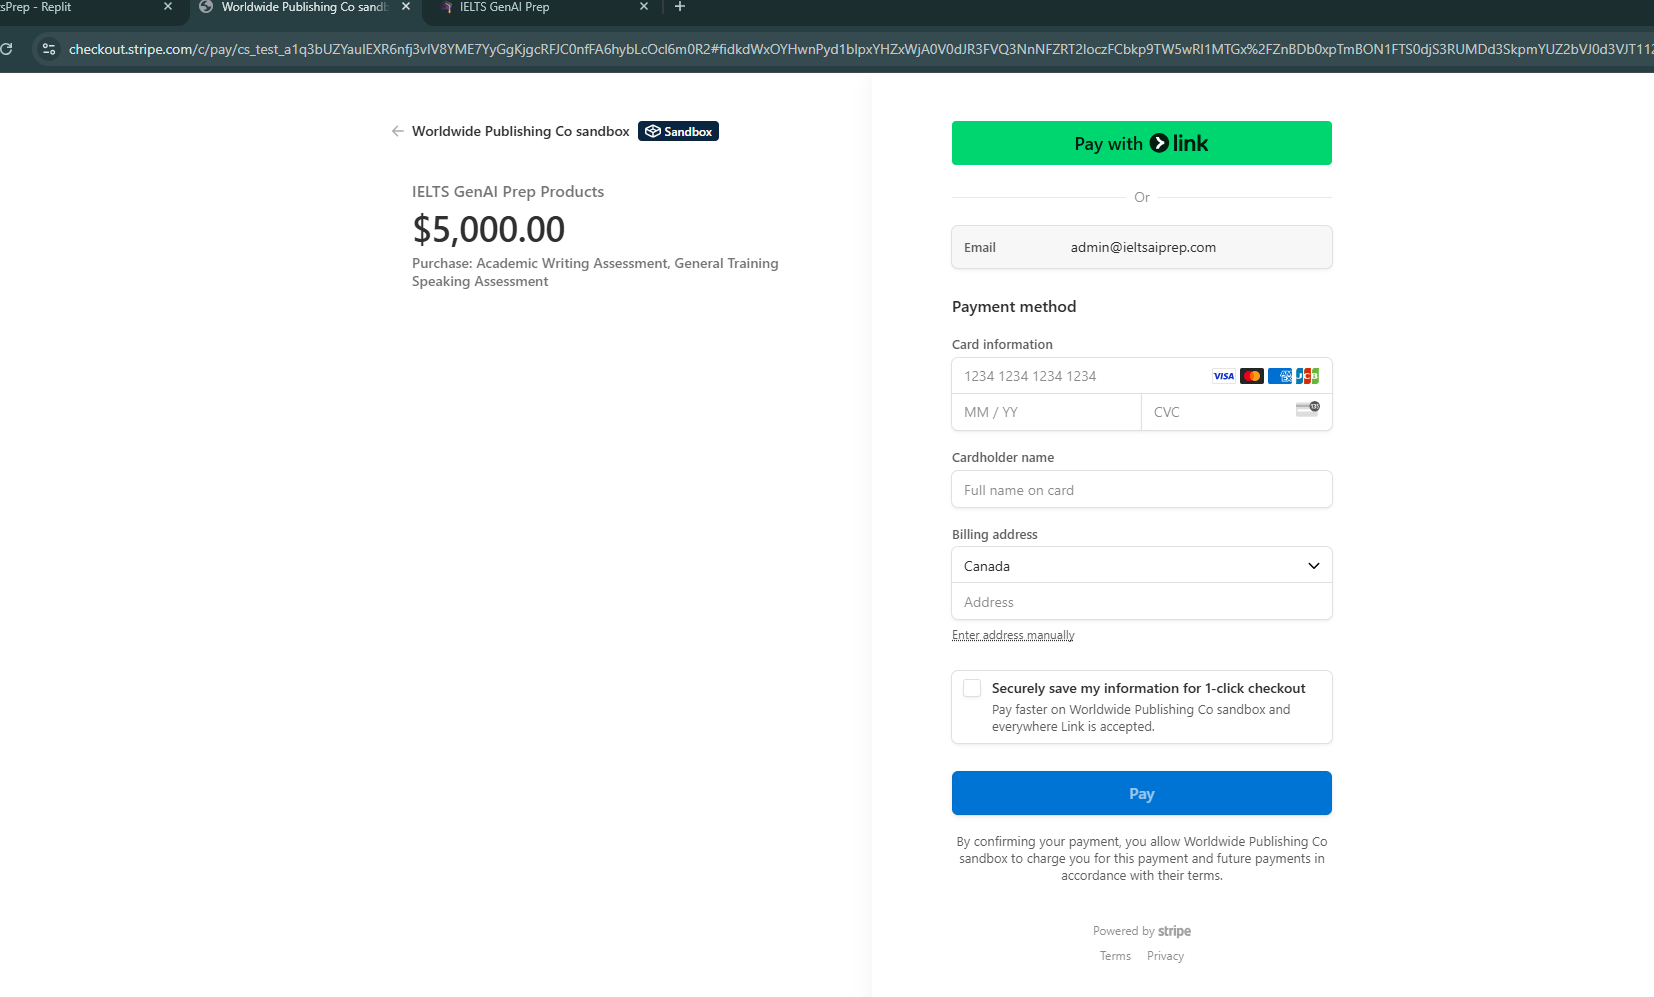 sPrep - Replit
Worldwide Publishing Co sandb
IELTS GenAI Prep
checkout.stripe.com/c/pay/cs_test_a1q3bUZYauIEXR6nfj3vIV8YME7YyGgKjgcRFJC0nfFA6hybLcOcl6m0R2#fidkdWxOYHwnPyd1blpxYHZxWjA0V0dJR3FVQ3NnNFZRT2loczFCbkp9TW5wRl1MTGx%2FZnBDb0xpTmBON1FTS0djS3RUMDd3SkpmYUZ2bVJ0d3VJT112
Worldwide Publishing Co sandbox
Sandbox
IELTS GenAI Prep Products
$5,000.00
Purchase: Academic Writing Assessment, General Training
Speaking Assessment
Pay with link
Or
Email admin@ieltsaiprep.com
Payment method
Card information
1234 1234 1234 1234 VISA AMEX JCB
MM / YY CVC
Cardholder name
Full name on card
Billing address
Canada
Address
Enter address manually
Securely save my information for 1-click checkout
Pay faster on Worldwide Publishing Co sandbox and
everywhere Link is accepted.
Pay
By confirming your payment, you allow Worldwide Publishing Co
sandbox to charge you for this payment and future payments in
accordance with their terms.
Powered by stripe
Terms Privacy